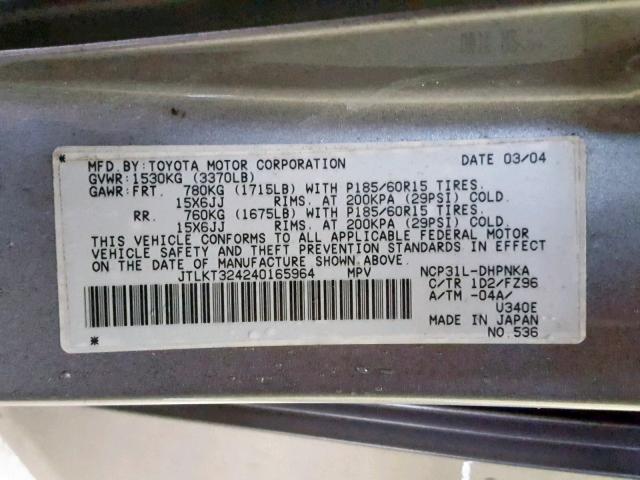 * MFD BY: TOYOTA MOTOR CORPORATION DATE 03/04
GVWR: 1530KG (3370LB)
GAWR: FRT. 780KG (1715LB) WITH P185/60R15 TIRES.
15X6JJ RIMS. AT 200KPA (29PSI) COLD.
RR. 760KG (1675LB) WITH P185/60R15 TIRES.
15X6JJ RIMS. AT 200KPA (29PSI) COLD.
THIS VEHICLE CONFORMS TO ALL APPLICABLE FEDERAL MOTOR
VEHICLE SAFETY AND THEFT PREVENTION STANDARDS IN EFFECT
ON THE DATE OF MANUFACTURE SHOWN ABOVE.
JTLKT324240165964 MPV NCP31L-DHPNKA
C/TR 1D2/FZ96
A/TM -04A/
U340E
MADE IN JAPAN
* NO. 536